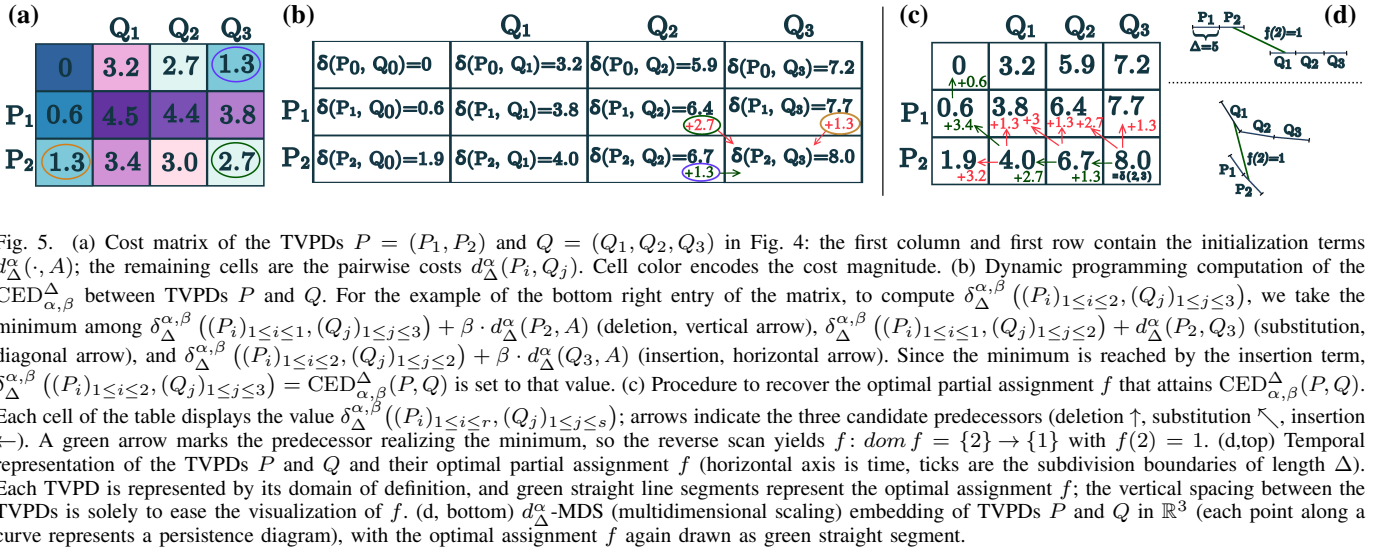 (a) Q₁ Q₂ Q₃
0 3.2 2.7 1.3
P₁ 0.6 4.5 4.4 3.8
P₂ 1.3 3.4 3.0 2.7
(b) Q₁ Q₂ Q₃
δ(P₀, Q₀)=0 δ(P₀, Q₁)=3.2 δ(P₀, Q₂)=5.9 δ(P₀, Q₃)=7.2
P₁ δ(P₁, Q₀)=0.6 δ(P₁, Q₁)=3.8 δ(P₁, Q₂)=6.4 δ(P₁, Q₃)=7.7
+2.7 +1.3
P₂ δ(P₂, Q₀)=1.9 δ(P₂, Q₁)=4.0 δ(P₂, Q₂)=6.7 δ(P₂, Q₃)=8.0
+1.3
(c) Q₁ Q₂ Q₃
0 3.2 5.9 7.2
+0.6
P₁ 0.6 3.8 6.4 7.7
+3.4 +1.3 +3 +1.3 +2.7 +1.3
P₂ 1.9 4.0 6.7 8.0
+3.2 +2.7 +1.3 =δ(2,3)
(d)
P₁ P₂ f(2)=1
Δ=5
Q₁ Q₂ Q₃
Q₁
Q₂ Q₃
f(2)=1
P₁
P₂
Fig. 5. (a) Cost matrix of the TVPDs P = (P₁, P₂) and Q = (Q₁, Q₂, Q₃) in Fig. 4: the first column and first row contain the initialization terms
d^α_Δ(·, A); the remaining cells are the pairwise costs d^α_Δ(Pᵢ, Qⱼ). Cell color encodes the cost magnitude. (b) Dynamic programming computation of the
CED^Δ_{α,β} between TVPDs P and Q. For the example of the bottom right entry of the matrix, to compute δ^{α,β}_Δ ((Pᵢ)_{1≤i≤2}, (Qⱼ)_{1≤j≤3}), we take the
minimum among δ^{α,β}_Δ ((Pᵢ)_{1≤i≤1}, (Qⱼ)_{1≤j≤3}) + β · d^α_Δ(P₂, A) (deletion, vertical arrow), δ^{α,β}_Δ ((Pᵢ)_{1≤i≤1}, (Qⱼ)_{1≤j≤2}) + d^α_Δ(P₂, Q₃) (substitution,
diagonal arrow), and δ^{α,β}_Δ ((Pᵢ)_{1≤i≤2}, (Qⱼ)_{1≤j≤2}) + β · d^α_Δ(Q₃, A) (insertion, horizontal arrow). Since the minimum is reached by the insertion term,
δ^{α,β}_Δ ((Pᵢ)_{1≤i≤2}, (Qⱼ)_{1≤j≤3}) = CED^Δ_{α,β}(P, Q) is set to that value. (c) Procedure to recover the optimal partial assignment f that attains CED^Δ_{α,β}(P, Q).
Each cell of the table displays the value δ^{α,β}_Δ((Pᵢ)_{1≤i≤r}, (Qⱼ)_{1≤j≤s}); arrows indicate the three candidate predecessors (deletion ↑, substitution ↖, insertion
←). A green arrow marks the predecessor realizing the minimum, so the reverse scan yields f : dom f = {2} → {1} with f(2) = 1. (d,top) Temporal
representation of the TVPDs P and Q and their optimal partial assignment f (horizontal axis is time, ticks are the subdivision boundaries of length Δ).
Each TVPD is represented by its domain of definition, and green straight line segments represent the optimal assignment f; the vertical spacing between the
TVPDs is solely to ease the visualization of f. (d, bottom) d^α_Δ-MDS (multidimensional scaling) embedding of TVPDs P and Q in ℝ³ (each point along a
curve represents a persistence diagram), with the optimal assignment f again drawn as green straight segment.